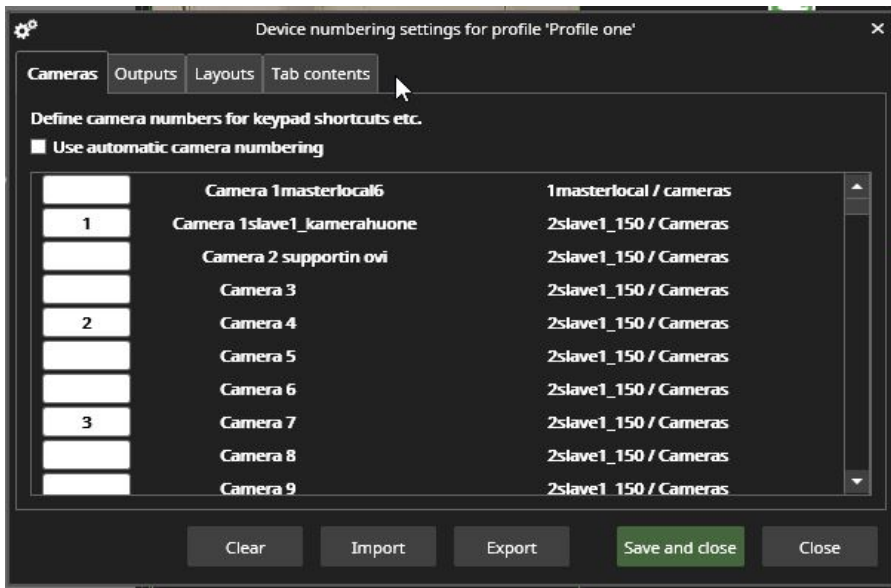 Device numbering settings for profile 'Profile one'
Cameras Outputs Layouts Tab contents
Define camera numbers for keypad shortcuts etc.
Use automatic camera numbering
Camera 1masterlocal6 1masterlocal / cameras
1 Camera 1slave1_kamerahuone 2slave1_150 / Cameras
Camera 2 supportin ovi 2slave1_150 / Cameras
Camera 3 2slave1_150 / Cameras
2 Camera 4 2slave1_150 / Cameras
Camera 5 2slave1_150 / Cameras
Camera 6 2slave1_150 / Cameras
3 Camera 7 2slave1_150 / Cameras
Camera 8 2slave1_150 / Cameras
Camera 9 2slave1_150 / Cameras
Clear Import Export Save and close Close